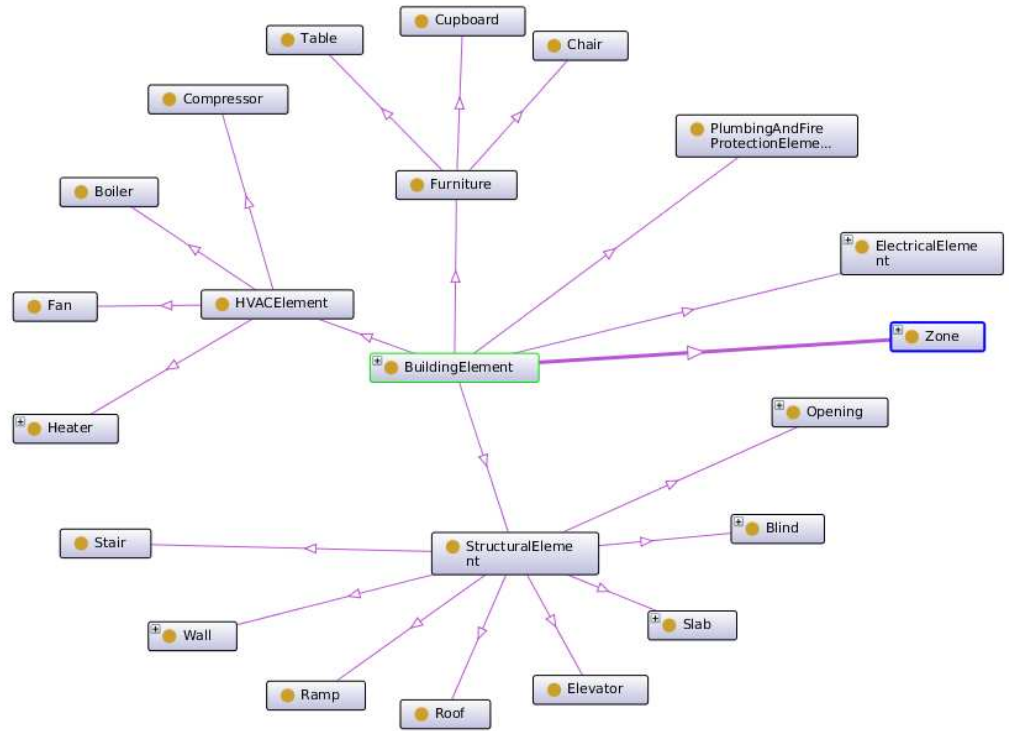 Cupboard
Table
Chair
Compressor
PlumbingAndFire
ProtectionEleme...
Boiler
Furniture
ElectricalEleme
nt
Fan
HVACElement
Zone
BuildingElement
Heater
Opening
Stair
StructuralEleme
nt
Blind
Wall
Slab
Ramp
Elevator
Roof